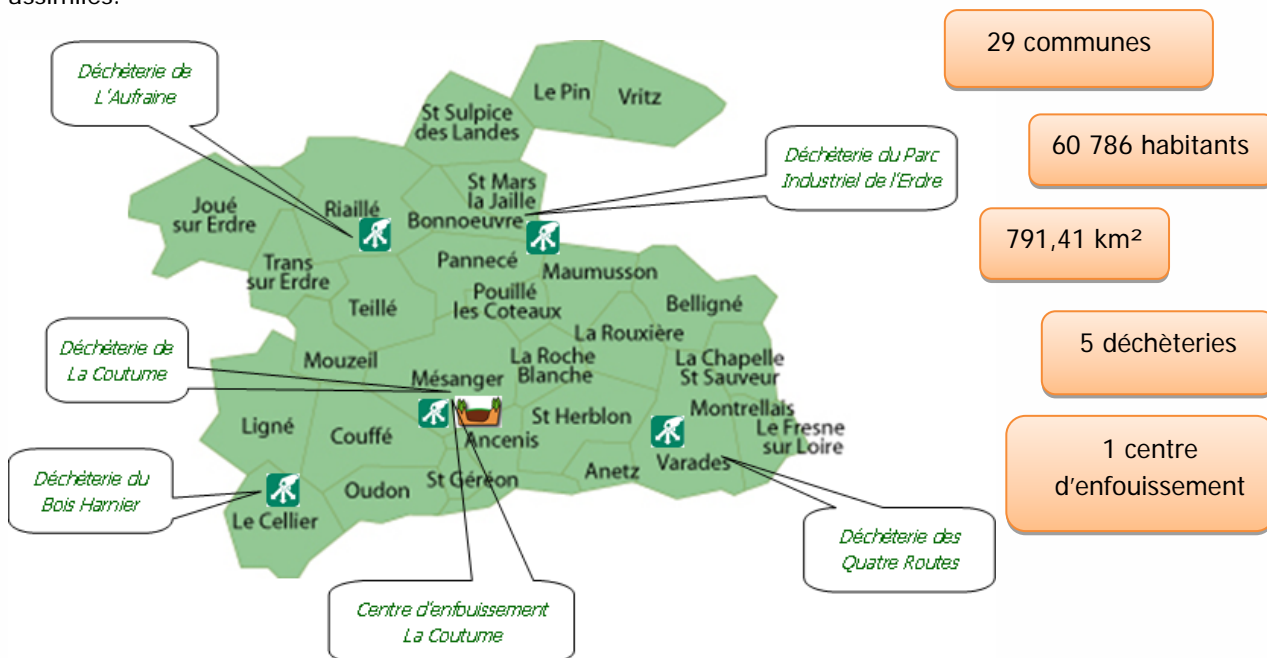 assimilés.
29 communes
Déchèterie de
L'Aufraine
Le Pin
Vritz
St Sulpice
des Landes
60 786 habitants
Déchèterie du Parc
Industriel de l'Erdre
St Mars
la Jaille
Joué
sur Erdre
Riaillé
Bonnoeuvre
791,41 km²
Trans
sur Erdre
Pannecé
Maumusson
Teillé
Pouillé
les Coteaux
Belligné
La Rouxière
5 déchèteries
Déchèterie de
La Coutume
Mouzeil
La Roche
Blanche
La Chapelle
St Sauveur
Mésanger
Montrellais
Le Fresne
sur Loire
Ligné
Couffé
St Herblon
Ancenis
1 centre
d'enfouissement
Varades
Anetz
St Géréon
Oudon
Déchèterie du
Bois Harnier
Le Cellier
Déchèterie des
Quatre Routes
Centre d'enfouissement
La Coutume